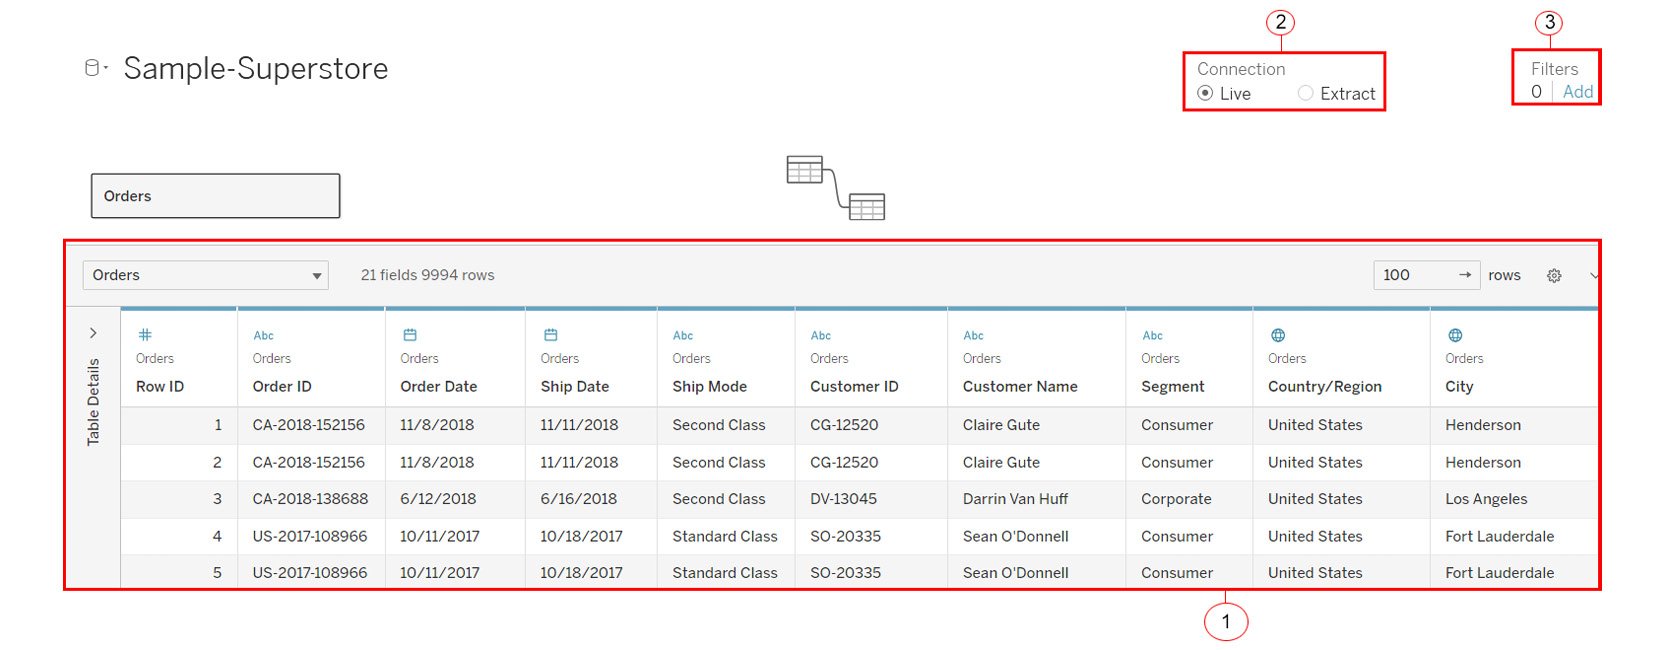 2
3
Sample-Superstore
Connection
Live Extract
Filters
0 Add
Orders
Orders 21 fields 9994 rows 100 → rows
Table Details
# Abc Abc Abc Abc Abc
Orders Orders Orders Orders Orders Orders Orders Orders Orders Orders
Row ID Order ID Order Date Ship Date Ship Mode Customer ID Customer Name Segment Country/Region City
1 CA-2018-152156 11/8/2018 11/11/2018 Second Class CG-12520 Claire Gute Consumer United States Henderson
2 CA-2018-152156 11/8/2018 11/11/2018 Second Class CG-12520 Claire Gute Consumer United States Henderson
3 CA-2018-138688 6/12/2018 6/16/2018 Second Class DV-13045 Darrin Van Huff Corporate United States Los Angeles
4 US-2017-108966 10/11/2017 10/18/2017 Standard Class SO-20335 Sean O'Donnell Consumer United States Fort Lauderdale
5 US-2017-108966 10/11/2017 10/18/2017 Standard Class SO-20335 Sean O'Donnell Consumer United States Fort Lauderdale
1